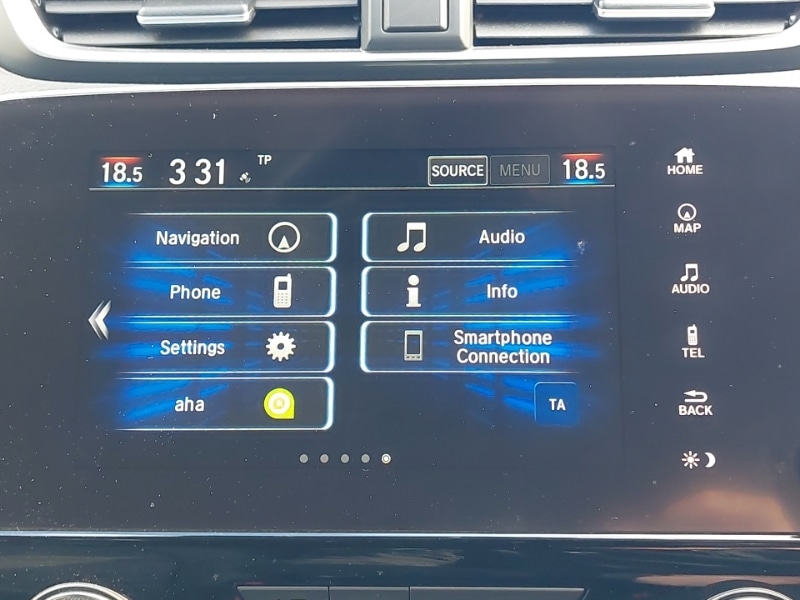 18.5 3 31 TP SOURCE MENU 18.5
Navigation
Audio
Phone
Info
Settings
Smartphone
Connection
aha
TA
HOME
MAP
AUDIO
TEL
BACK